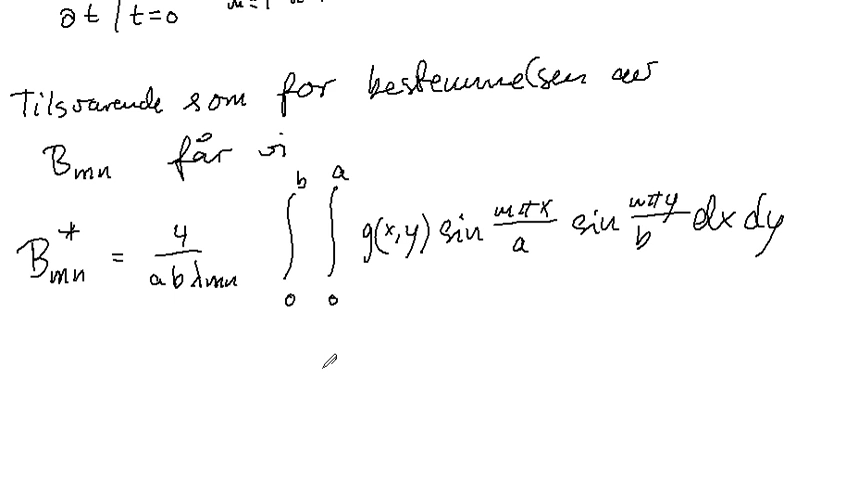 ∂t |t=0 m=1
Tilsvarende som for bestemmelsen av
Bmn får vi
B*mn = 4/(abλmn) ∫₀ᵇ ∫₀ᵃ g(x,y) sin mπx/a sin nπy/b dx dy